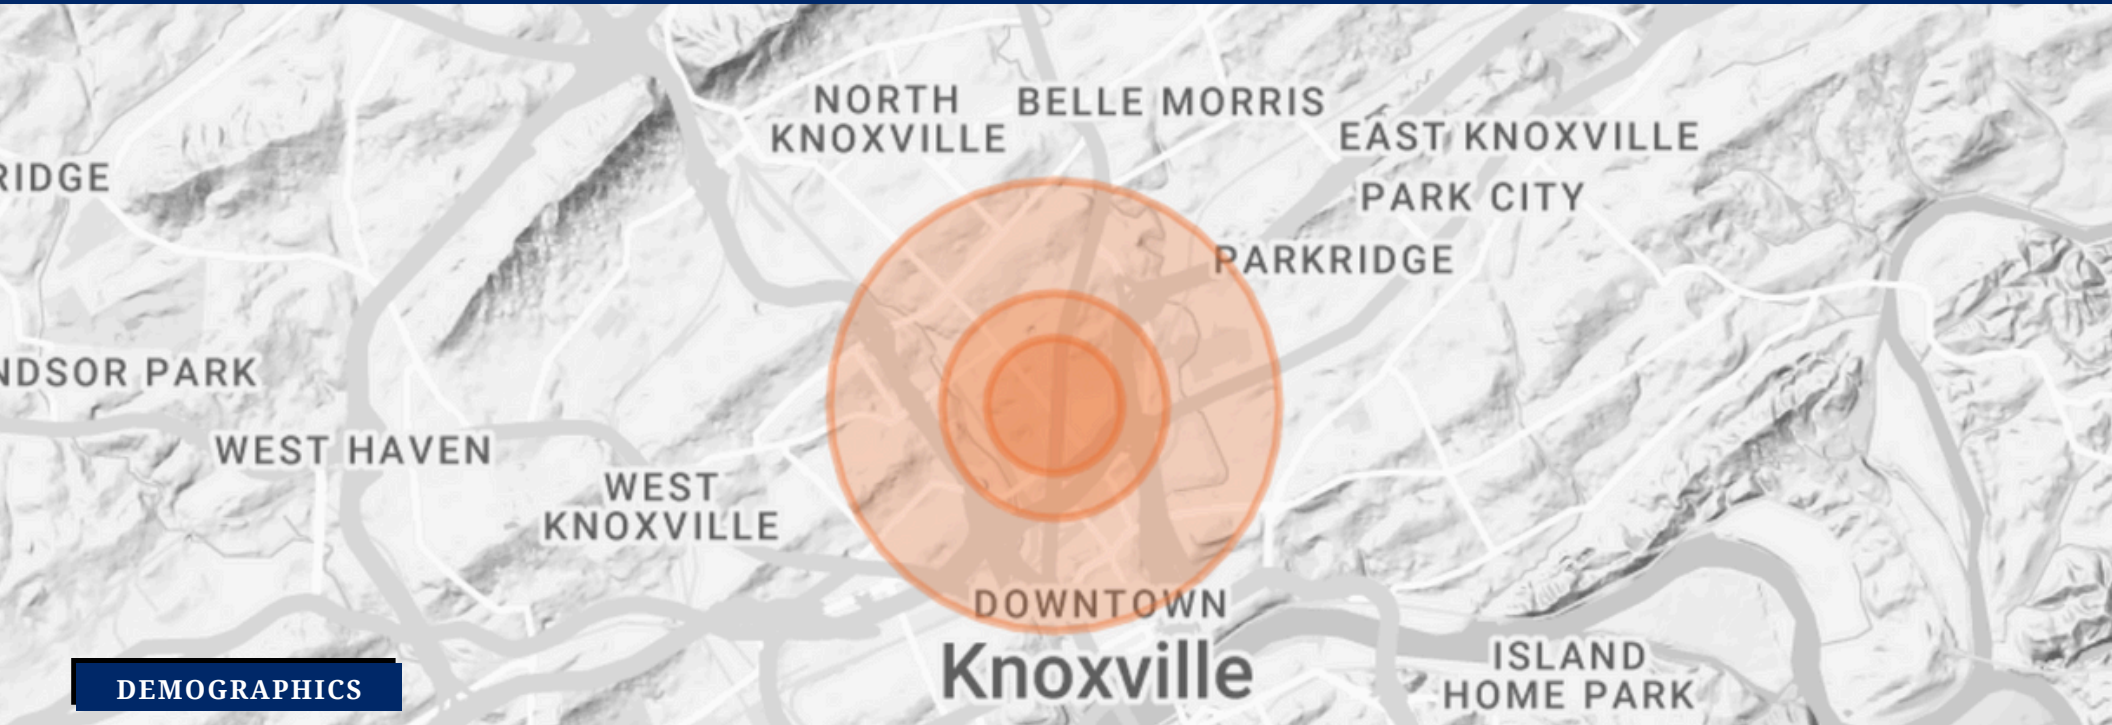 NORTH
KNOXVILLE
BELLE MORRIS
EAST KNOXVILLE
PARK CITY
RIDGE
PARKRIDGE
NDSOR PARK
WEST HAVEN
WEST
KNOXVILLE
DOWNTOWN
Knoxville
ISLAND
HOME PARK
DEMOGRAPHICS